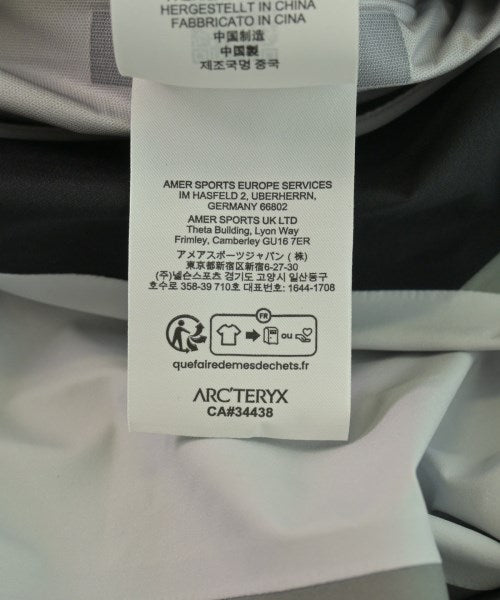 HERGESTELLT IN CHINA
FABBRICATO IN CINA
中国制造
中国製
제조국명 중국
AMER SPORTS EUROPE SERVICES
IM HASFELD 2, UBERHERRN,
GERMANY 66802
AMER SPORTS UK LTD
Theta Building, Lyon Way
Frimley, Camberley GU16 7ER
アメアスポーツジャパン (株)
東京都新宿区新宿6-27-30
(주)넬슨스포츠 경기도 고양시 일산동구
호수로 358-39 710호 대표번호: 1644-1708
FR
ou
quefairedemesdechets.fr
ARC'TERYX
CA#34438